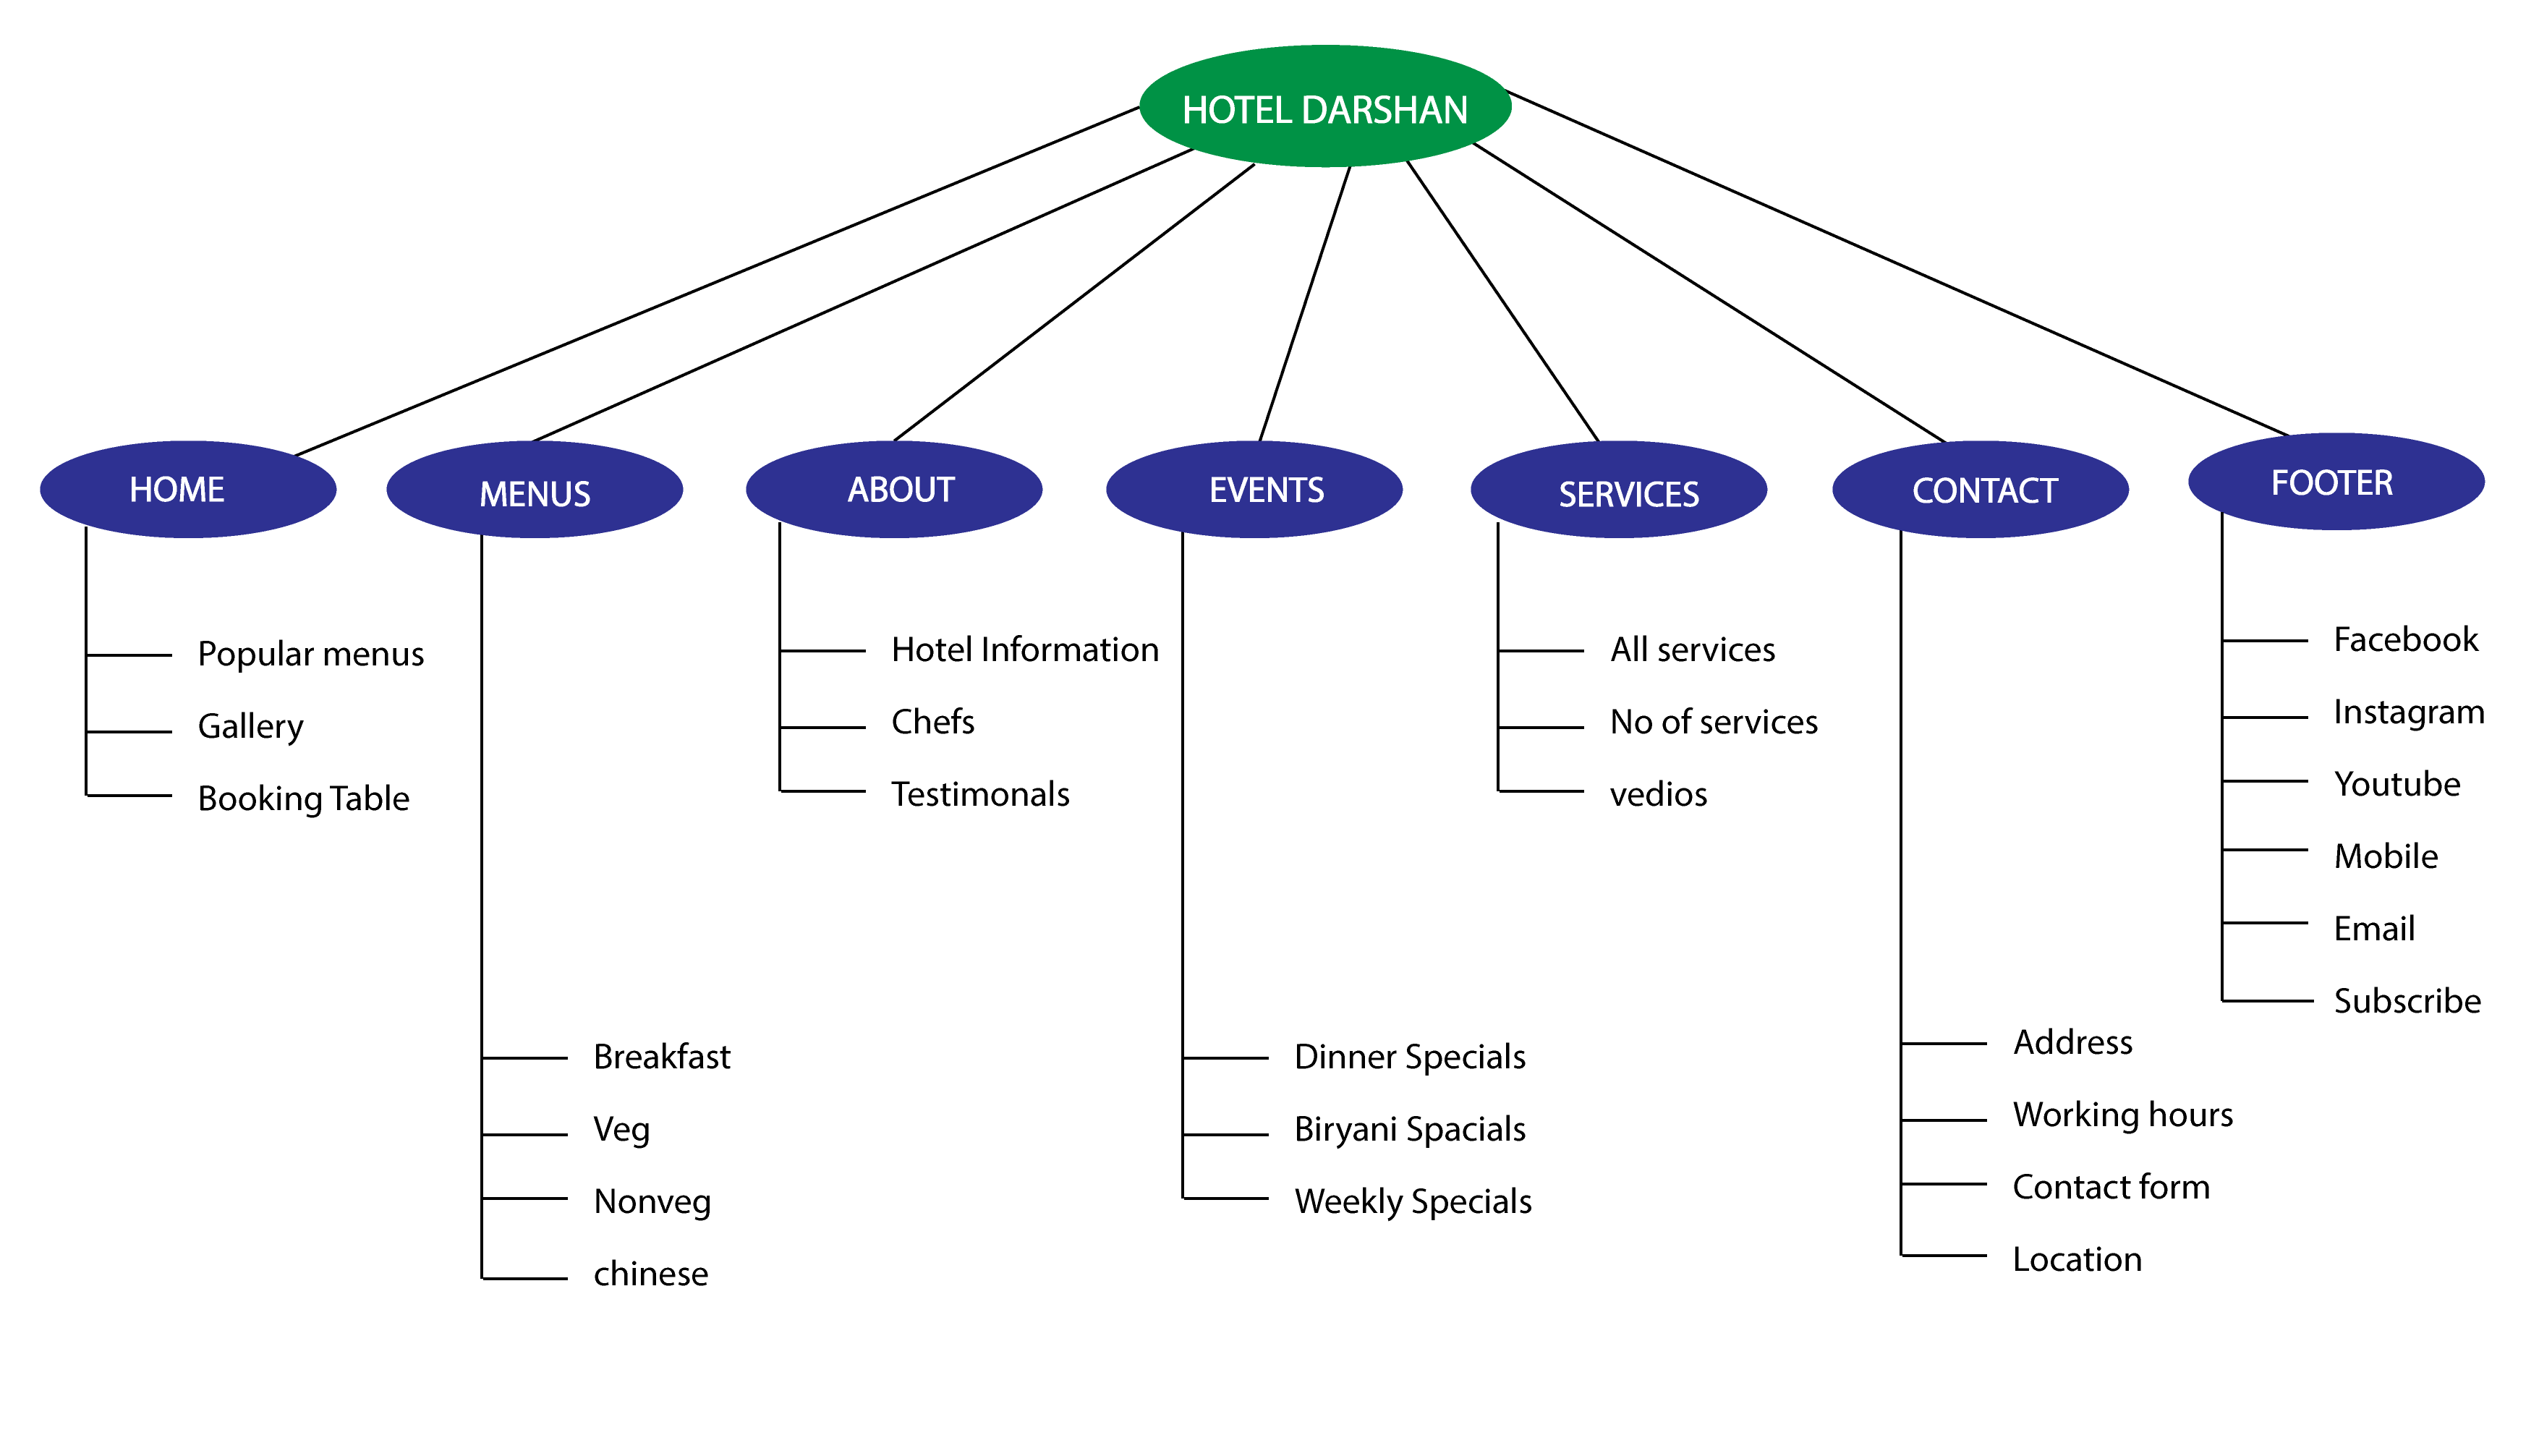 HOTEL DARSHAN
HOME
MENUS
ABOUT
EVENTS
SERVICES
CONTACT
FOOTER
Popular menus
Gallery
Booking Table
Breakfast
Veg
Nonveg
chinese
Hotel Information
Chefs
Testimonals
Dinner Specials
Biryani Spacials
Weekly Specials
All services
No of services
vedios
Address
Working hours
Contact form
Location
Facebook
Instagram
Youtube
Mobile
Email
Subscribe